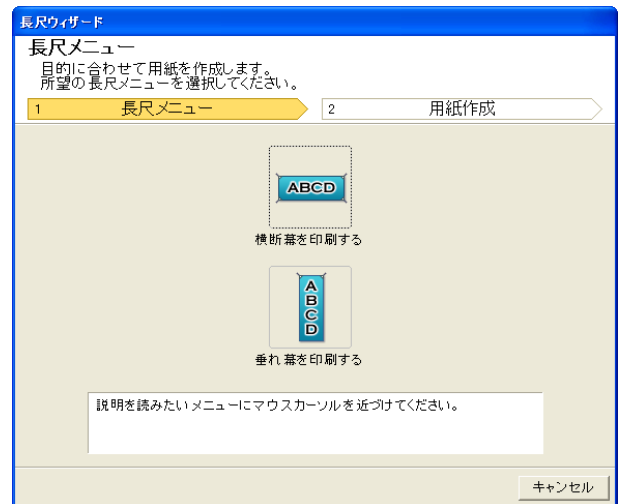 長尺ウィザード
長尺メニュー
目的に合わせて用紙を作成します。
所望の長尺メニューを選択してください。
1 長尺メニュー 2 用紙作成
ABCD
横断幕を印刷する
A
B
C
D
垂れ幕を印刷する
説明を読みたいメニューにマウスカーソルを近づけてください。
キャンセル